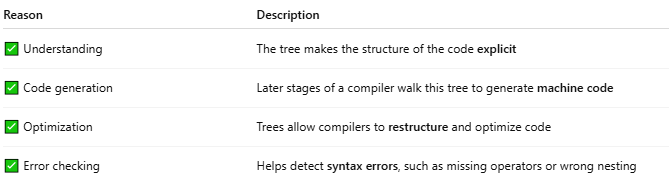 Reason Description
✅ Understanding The tree makes the structure of the code explicit
✅ Code generation Later stages of a compiler walk this tree to generate machine code
✅ Optimization Trees allow compilers to restructure and optimize code
✅ Error checking Helps detect syntax errors, such as missing operators or wrong nesting